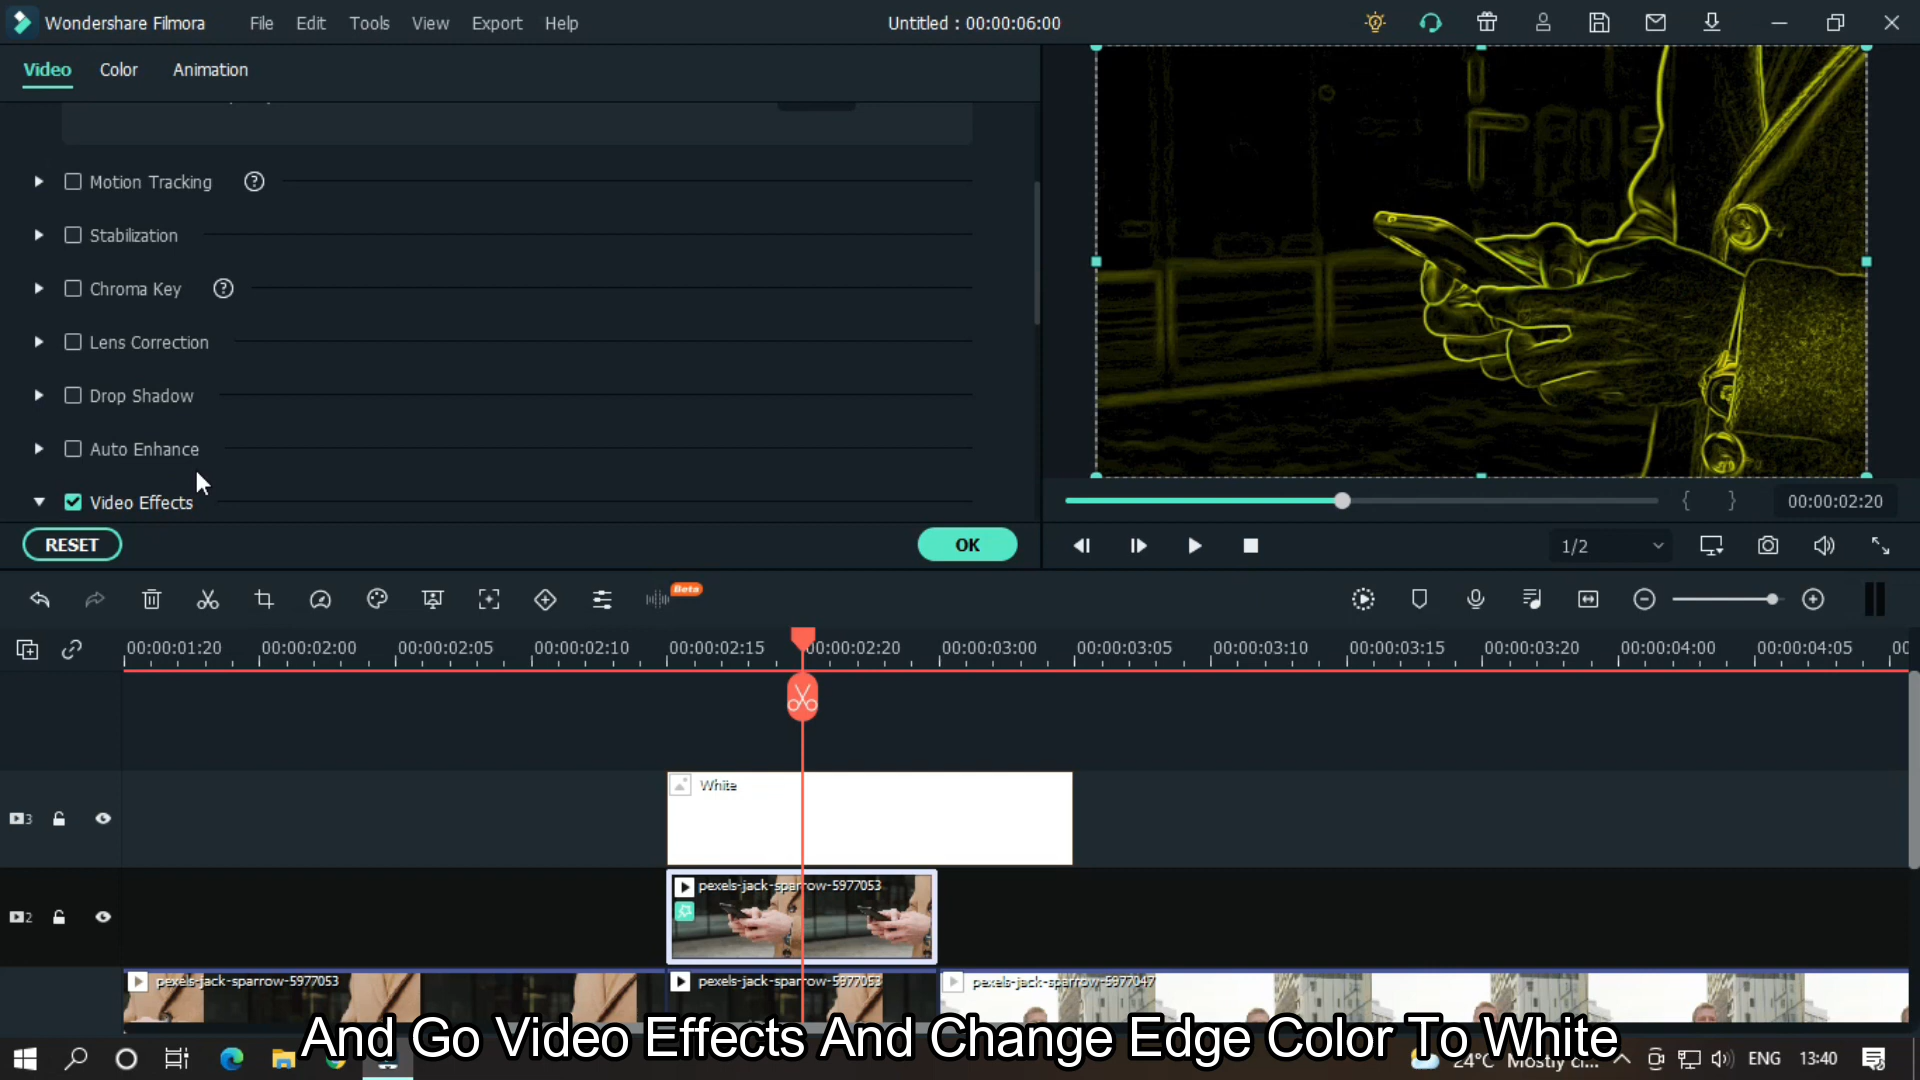 Wondershare Filmora
File Edit Tools View Export Help
Untitled : 00:00:06:00
Video Color Animation
Motion Tracking ?
Stabilization
Chroma Key ?
Lens Correction
Drop Shadow
Auto Enhance
Video Effects
RESET
OK
{ } 00:00:02:20
1/2
Beta
00:00:01:20 00:00:02:00 00:00:02:05 00:00:02:10 00:00:02:15 00:00:02:20 00:00:03:00 00:00:03:05 00:00:03:10 00:00:03:15 00:00:03:20 00:00:04:00 00:00:04:05
White
3
pexels-jack-sparrow-5977053
2
pexels-jack-sparrow-5977053
pexels-jack-sparrow-5977053
pexels-jack-sparrow-5977047
And Go Video Effects And Change Edge Color To White
24°C Mostly cl... ENG 13:40